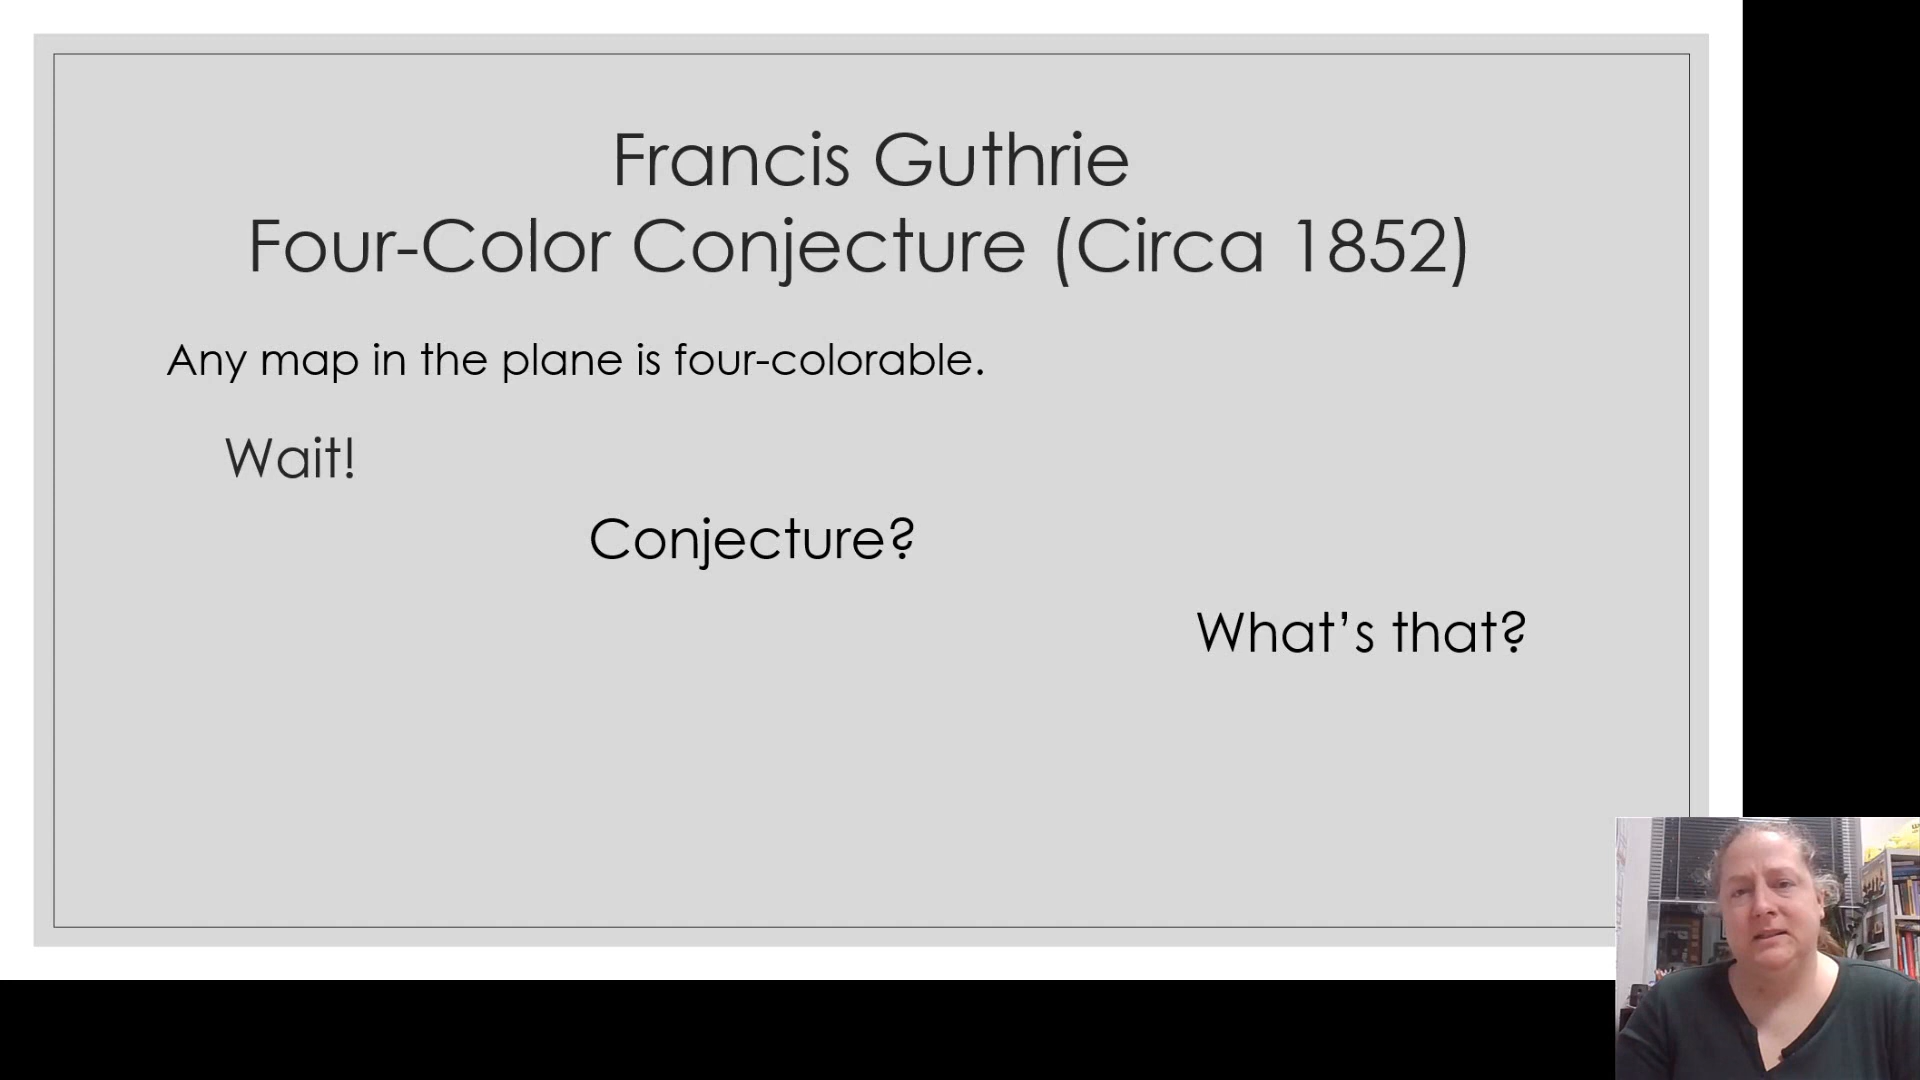 Francis Guthrie
Four-Color Conjecture (Circa 1852)
Any map in the plane is four-colorable.
Wait!
Conjecture?
What’s that?